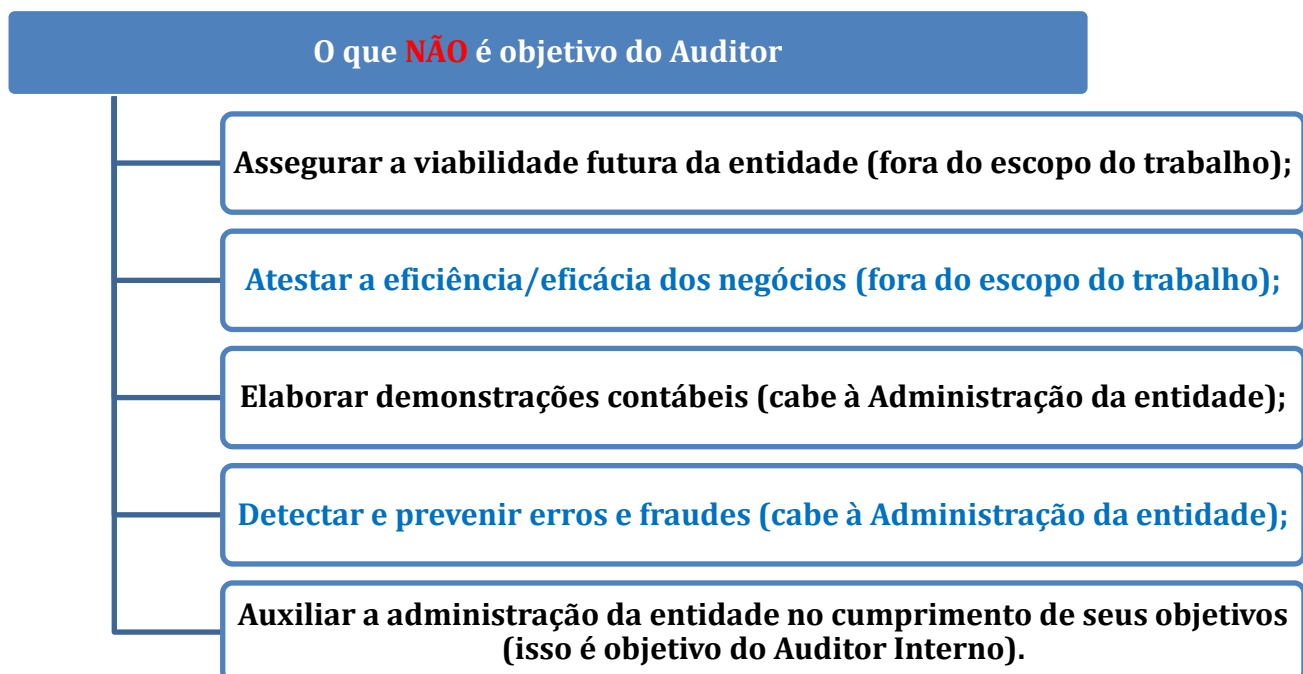 O que NÃO é objetivo do Auditor
Assegurar a viabilidade futura da entidade (fora do escopo do trabalho);
Atestar a eficiência/eficácia dos negócios (fora do escopo do trabalho);
Elaborar demonstrações contábeis (cabe à Administração da entidade);
Detectar e prevenir erros e fraudes (cabe à Administração da entidade);
Auxiliar a administração da entidade no cumprimento de seus objetivos
(isso é objetivo do Auditor Interno).